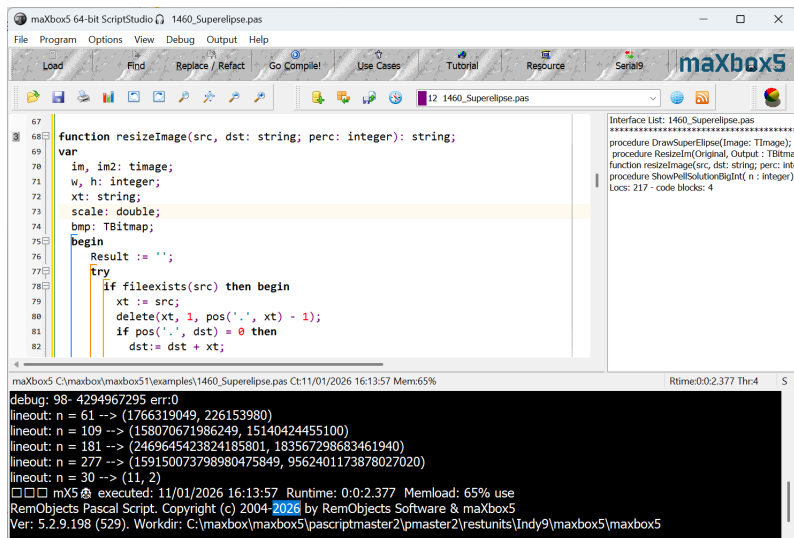 maXbox5 64-bit ScriptStudio 1460_Superelipse.pas
File Program Options View Debug Output Help
Load Find Replace / Refact Go Compile! Use Cases Tutorial Resource Serial9 maXbox5
12 1460_Superelipse.pas
67
3 68 function resizeImage(src, dst: string; perc: integer): string;
69 var
70 im, im2: timage;
71 w, h: integer;
72 xt: string;
73 scale: double;
74 bmp: TBitmap;
75 begin
76 Result := '';
77 try
78 if fileexists(src) then begin
79 xt := src;
80 delete(xt, 1, pos('.', xt) - 1);
81 if pos('.', dst) = 0 then
82 dst:= dst + xt;
Interface List: 1460_Superelipse.pas
****************************************
procedure DrawSuperElipse(Image: TImage);
procedure ResizeIm(Original, Output : TBitma
function resizeImage(src, dst: string; perc: inte
procedure ShowPellSolutionBigInt( n : integer)
Locs: 217 - code blocks: 4
maXbox5 C:\maxbox\maxbox51\examples\1460_Superelipse.pas Ct:11/01/2026 16:13:57 Mem:65% Rtime:0:0:2.377 Thr:4 S
debug: 98- 4294967295 err:0
lineout: n = 61 --> (1766319049, 226153980)
lineout: n = 109 --> (158070671986249, 15140424455100)
lineout: n = 181 --> (2469645423824185801, 183567298683461940)
lineout: n = 277 --> (159150073798980475849, 9562401173878027020)
lineout: n = 30 --> (11, 2)
mX5 executed: 11/01/2026 16:13:57 Runtime: 0:0:2.377 Memload: 65% use
RemObjects Pascal Script. Copyright (c) 2004-2026 by RemObjects Software & maXbox5
Ver: 5.2.9.198 (529). Workdir: C:\maxbox\maxbox5\pascriptmaster2\pmaster2\restunits\Indy9\maxbox5\maxbox5